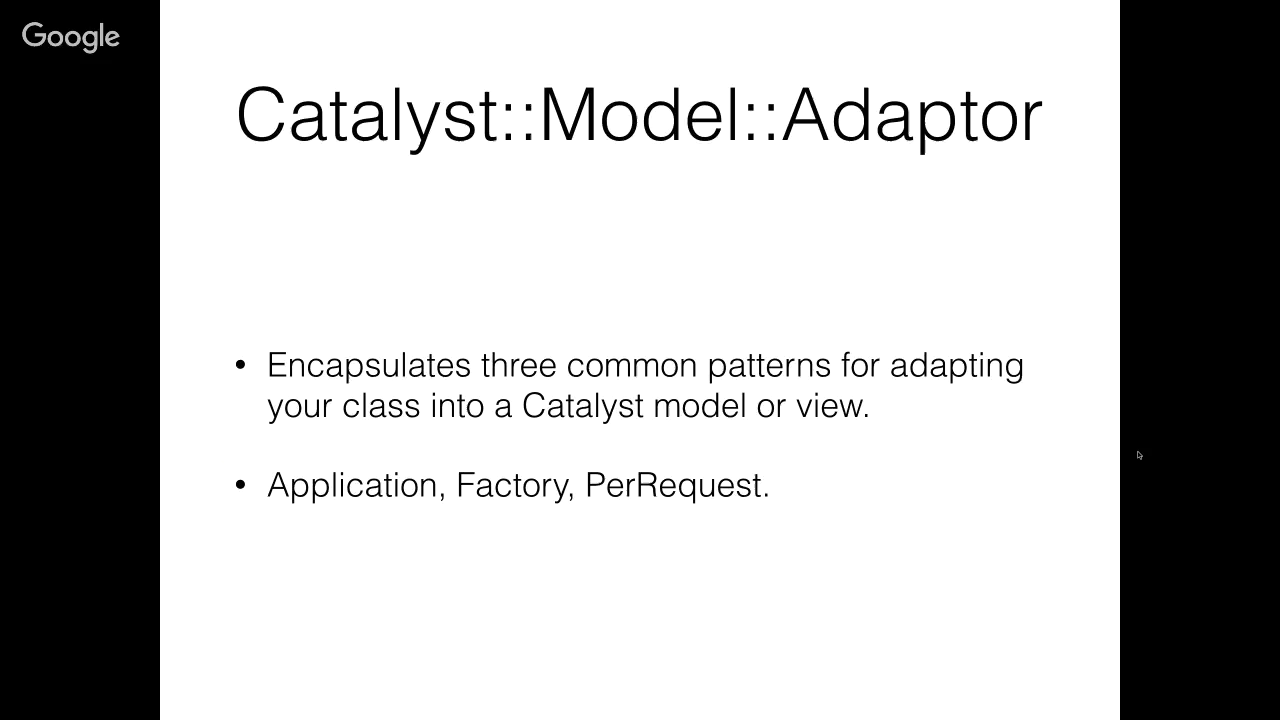 Google
Catalyst::Model::Adaptor
• Encapsulates three common patterns for adapting
your class into a Catalyst model or view.
• Application, Factory, PerRequest.